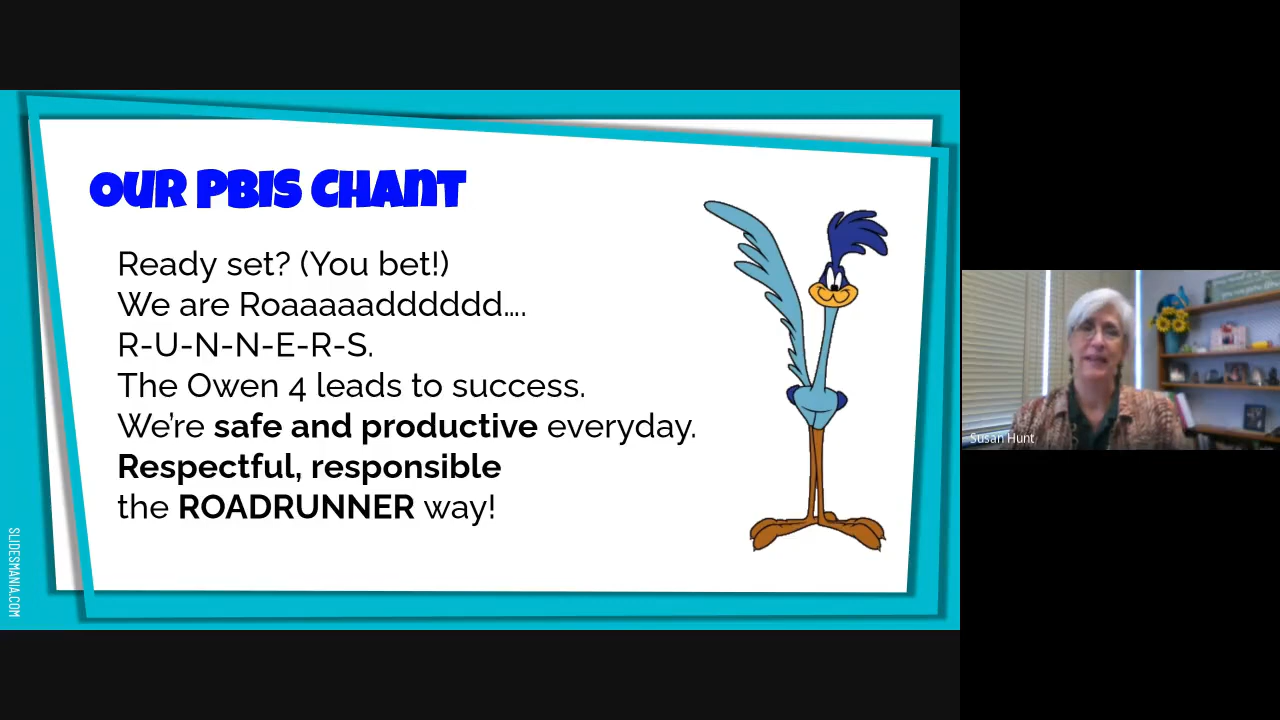 OUR PBIS CHANT
Ready set? (You bet!)
We are Roaaaaadddddd....
R-U-N-N-E-R-S.
The Owen 4 leads to success.
We’re safe and productive everyday.
Respectful, responsible
the ROADRUNNER way!
SLIDESMANIA.COM
Susan Hunt